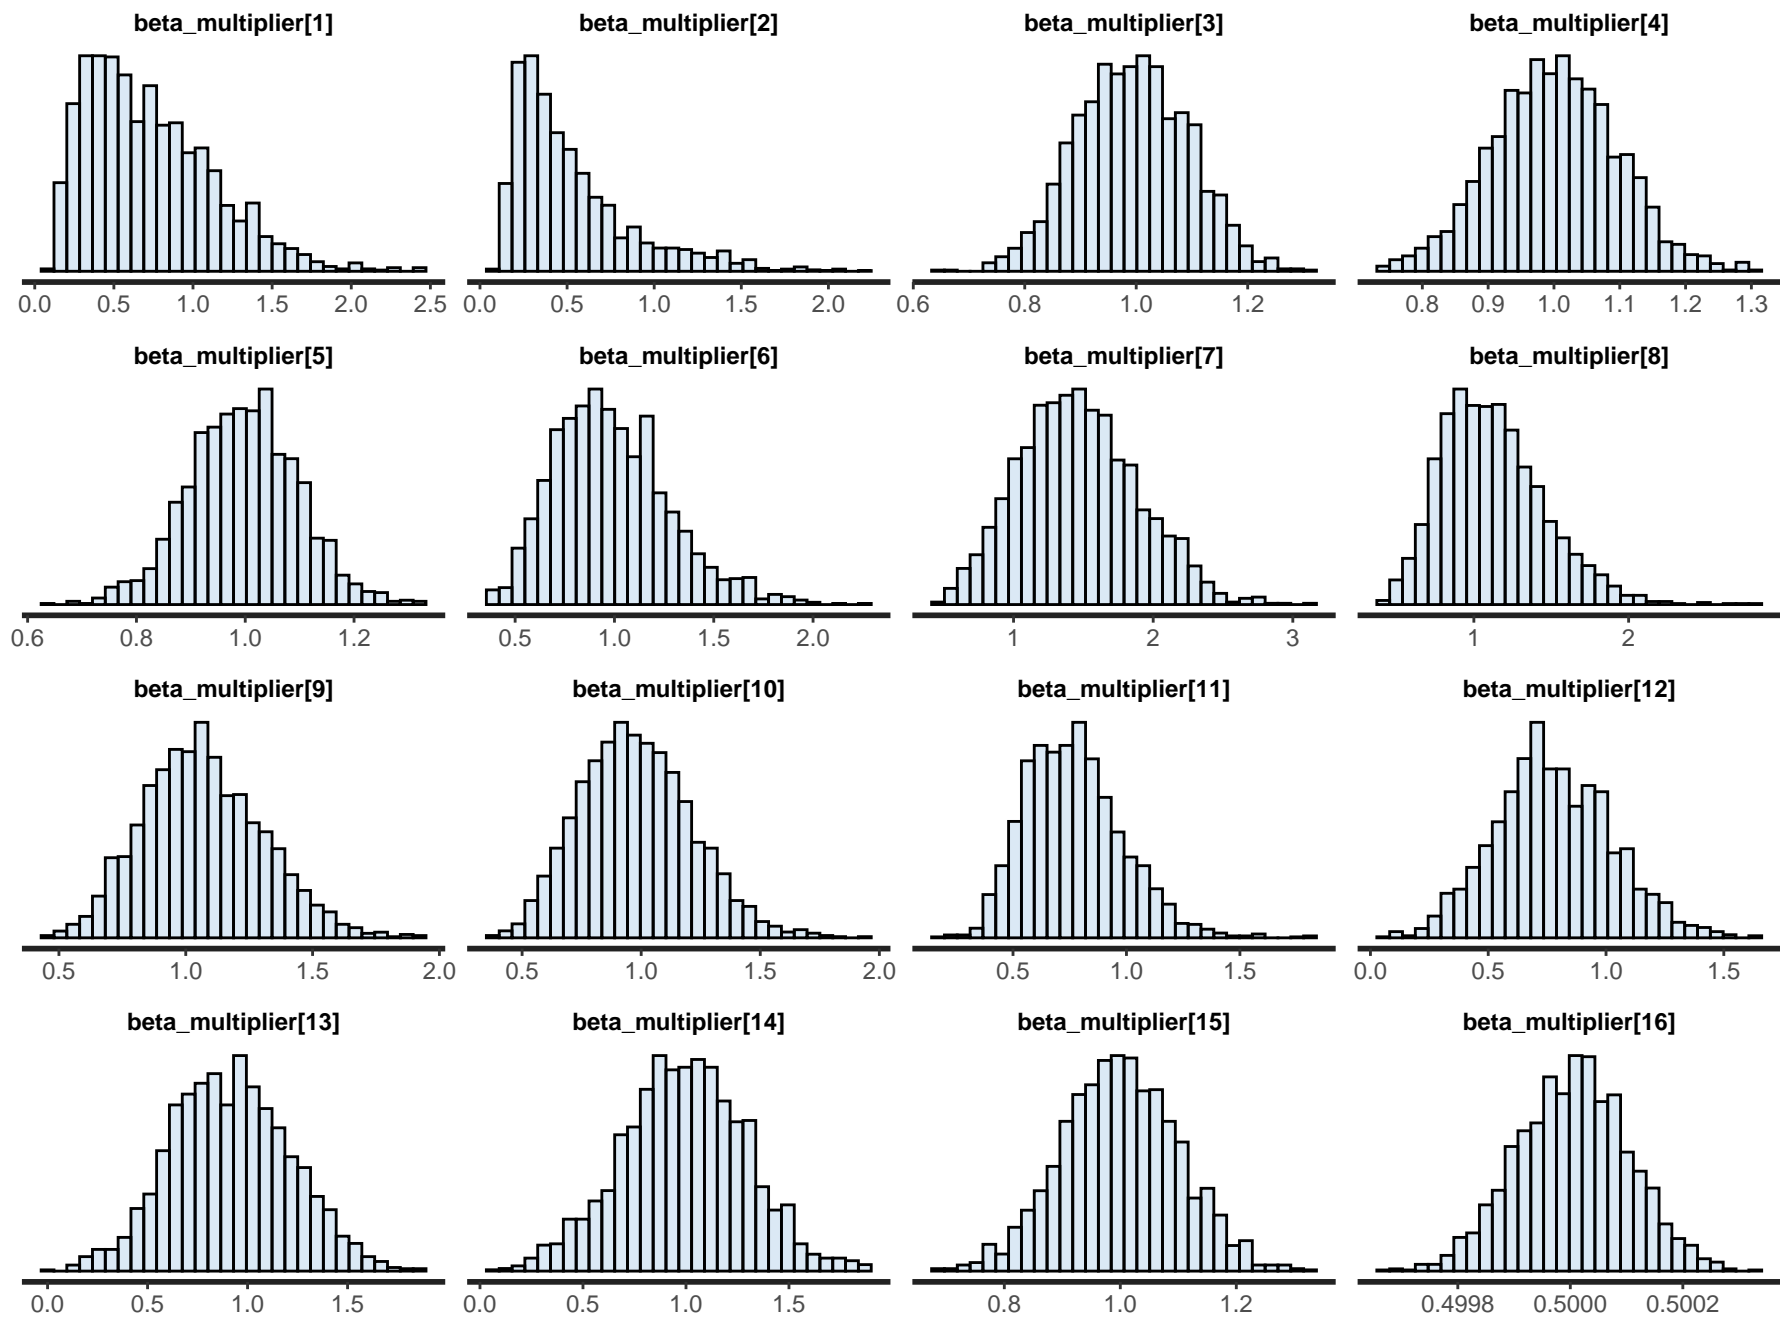 beta_multiplier[1] beta_multiplier[2] beta_multiplier[3] beta_multiplier[4]
0.0 0.5 1.0 1.5 2.0 2.5 0.0 0.5 1.0 1.5 2.0 0.6 0.8 1.0 1.2 0.8 0.9 1.0 1.1 1.2 1.3
beta_multiplier[5] beta_multiplier[6] beta_multiplier[7] beta_multiplier[8]
0.6 0.8 1.0 1.2 0.5 1.0 1.5 2.0 1 2 3 1 2
beta_multiplier[9] beta_multiplier[10] beta_multiplier[11] beta_multiplier[12]
0.5 1.0 1.5 2.0 0.5 1.0 1.5 2.0 0.5 1.0 1.5 0.0 0.5 1.0 1.5
beta_multiplier[13] beta_multiplier[14] beta_multiplier[15] beta_multiplier[16]
0.0 0.5 1.0 1.5 0.0 0.5 1.0 1.5 0.8 1.0 1.2 0.4998 0.5000 0.5002